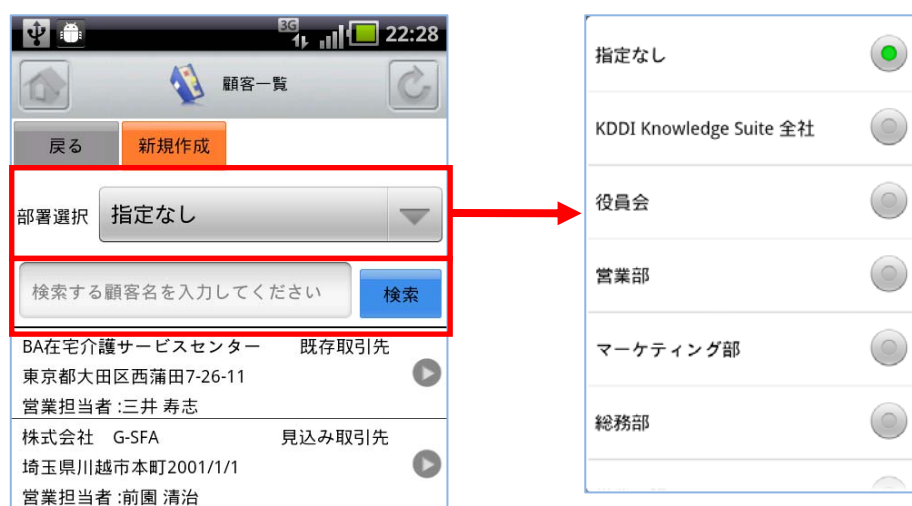 3G
22:28
顧客一覧
戻る 新規作成
部署選択 指定なし
検索する顧客名を入力してください 検索
BA在宅介護サービスセンター 既存取引先
東京都大田区西蒲田7-26-11
営業担当者 :三井 寿志
株式会社　G-SFA 見込み取引先
埼玉県川越市本町2001/1/1
営業担当者 :前園 清治
指定なし
KDDI Knowledge Suite 全社
役員会
営業部
マーケティング部
総務部